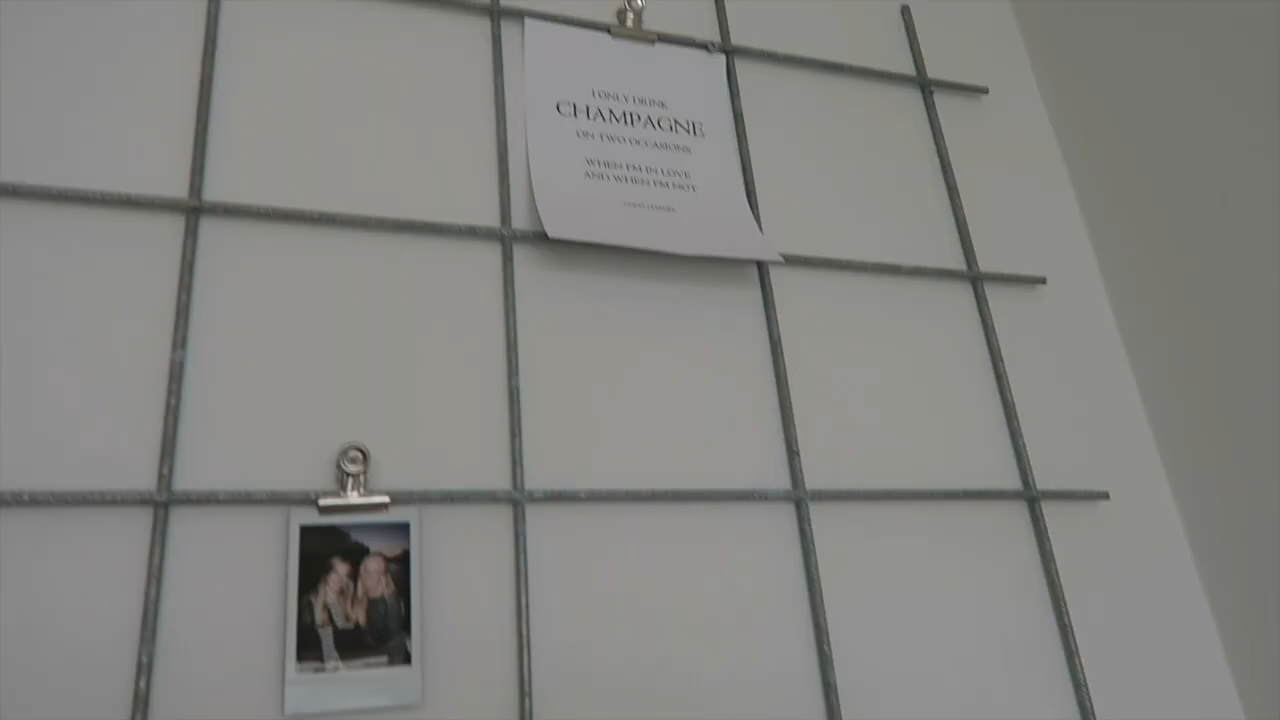 I ONLY DRINK
CHAMPAGNE
ON TWO OCCASIONS
WHEN I'M IN LOVE
AND WHEN I'M NOT